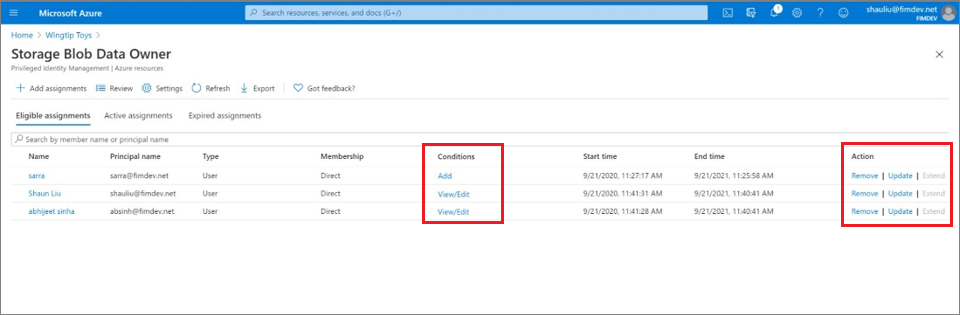 Microsoft Azure
Search resources, services, and docs (G+/)
1
shauliu@fimdev.net
FIMDEV
Home > Wingtip Toys >
Storage Blob Data Owner
Privileged Identity Management | Azure resources
Add assignments Review Settings Refresh Export Got feedback?
Eligible assignments Active assignments Expired assignments
Search by member name or principal name
Name Principal name Type Membership Conditions Start time End time Action
sarra sarra@fimdev.net User Direct Add 9/21/2020, 11:27:17 AM 9/21/2021, 11:25:58 AM Remove | Update | Extend
Shaun Liu shauliu@fimdev.net User Direct View/Edit 9/21/2020, 11:41:31 AM 9/21/2021, 11:40:41 AM Remove | Update | Extend
abhijeet sinha absinh@fimdev.net User Direct View/Edit 9/21/2020, 11:41:28 AM 9/21/2021, 11:40:41 AM Remove | Update | Extend